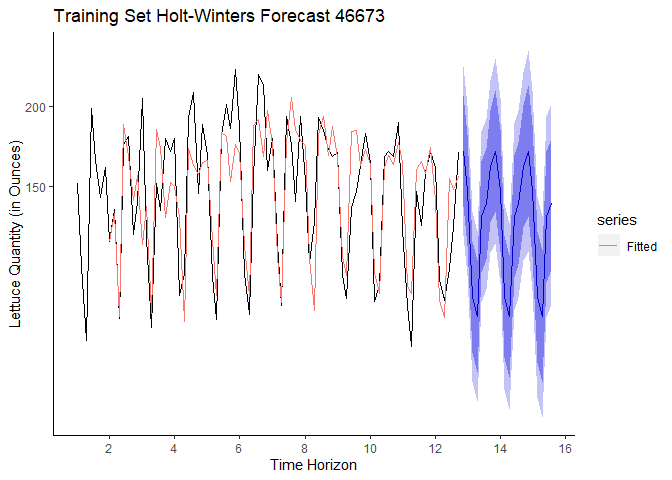 Training Set Holt-Winters Forecast 46673
Lettuce Quantity (in Ounces)
200
150
2 4 6 8 10 12 14 16
Time Horizon
series
Fitted